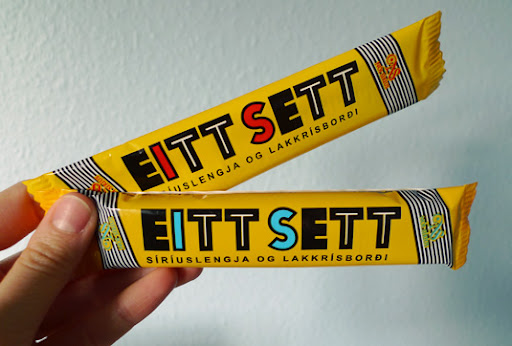 EITT SETT
SÍRÍUSLENGJA OG LAKKRÍSBORÐI
EITT SETT
SÍRÍUSLENGJA OG LAKKRÍSBORÐI